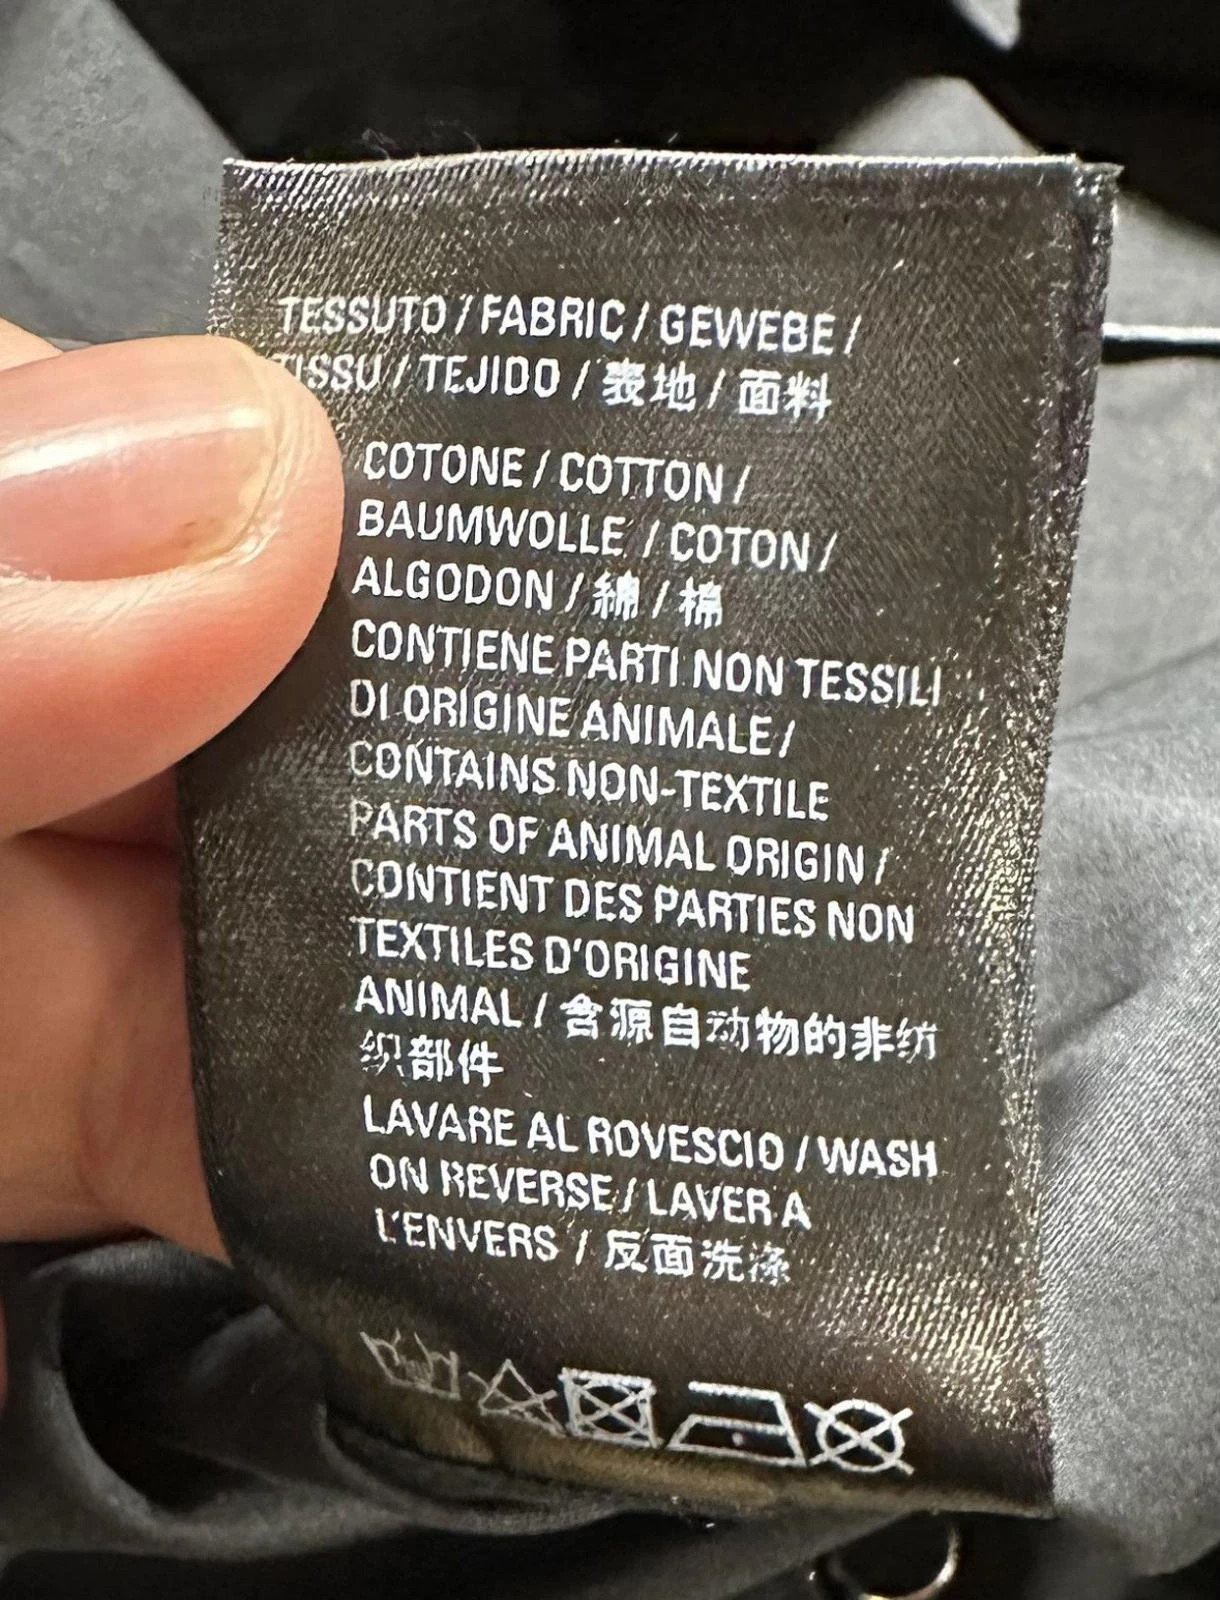 TESSUTO / FABRIC / GEWEBE /
TISSU / TEJIDO / 表地 / 面料
COTONE / COTTON /
BAUMWOLLE / COTON /
ALGODON / 綿 / 棉
CONTIENE PARTI NON TESSILI
DI ORIGINE ANIMALE /
CONTAINS NON-TEXTILE
PARTS OF ANIMAL ORIGIN /
CONTIENT DES PARTIES NON
TEXTILES D'ORIGINE
ANIMAL / 含源自动物的非纺
织部件
LAVARE AL ROVESCIO / WASH
ON REVERSE / LAVER A
L'ENVERS / 反面洗涤